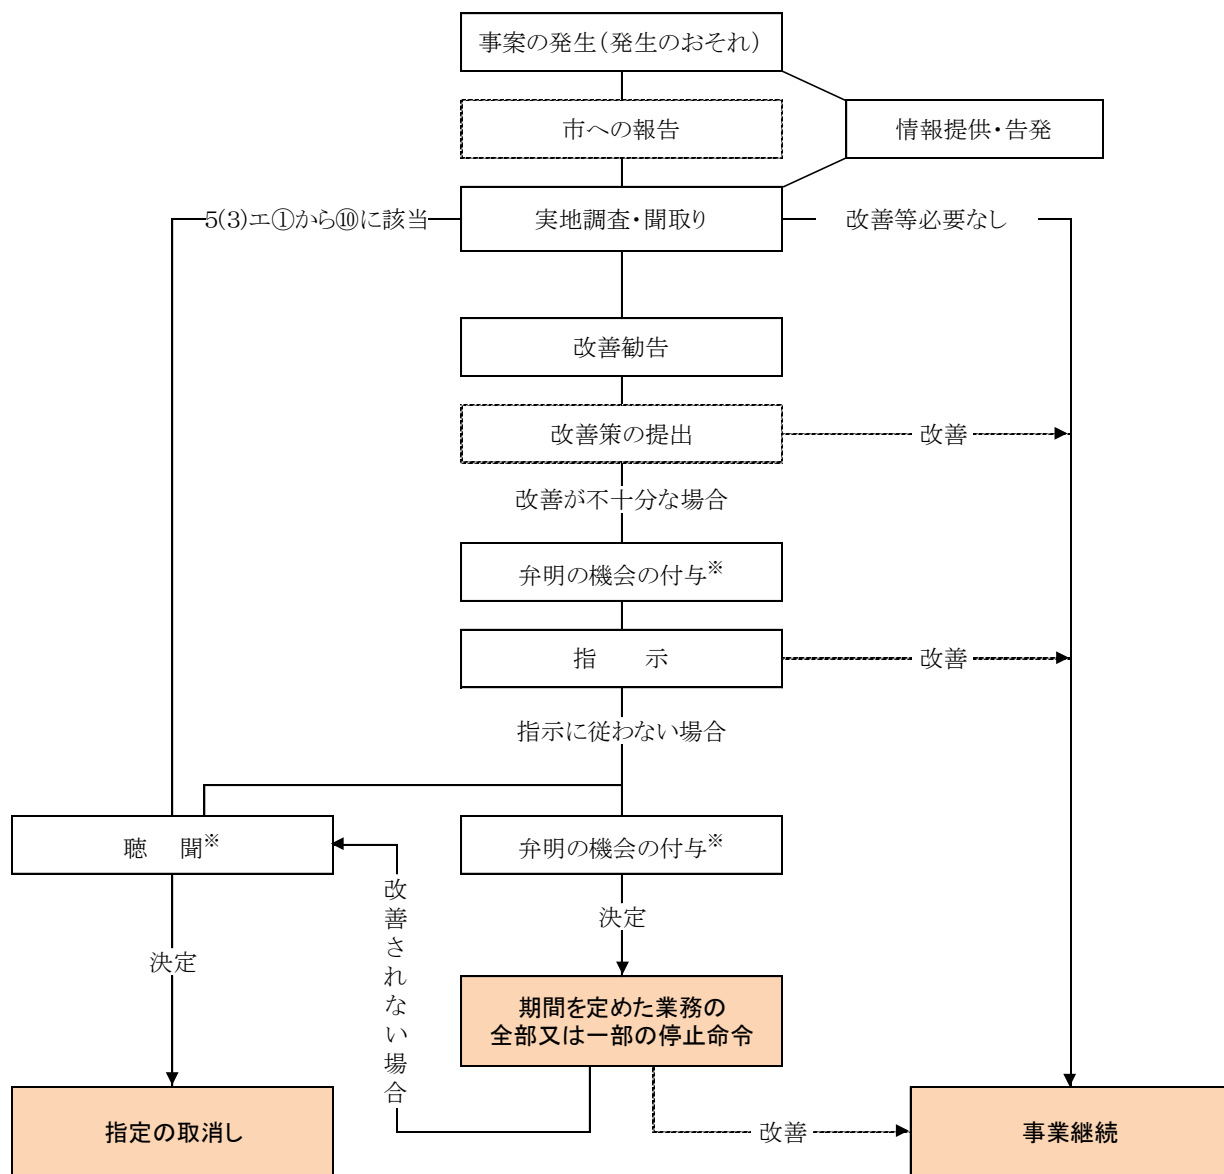 事案の発生（発生のおそれ）
市への報告
情報提供・告発
5(3)エ①から⑩に該当
実地調査・聞取り
改善等必要なし
改善勧告
改善策の提出
改善
改善が不十分な場合
弁明の機会の付与※
指　示
改善
指示に従わない場合
聴　聞※
弁明の機会の付与※
改善されない場合
決定
決定
期間を定めた業務の
全部又は一部の停止命令
指定の取消し
改善
事業継続